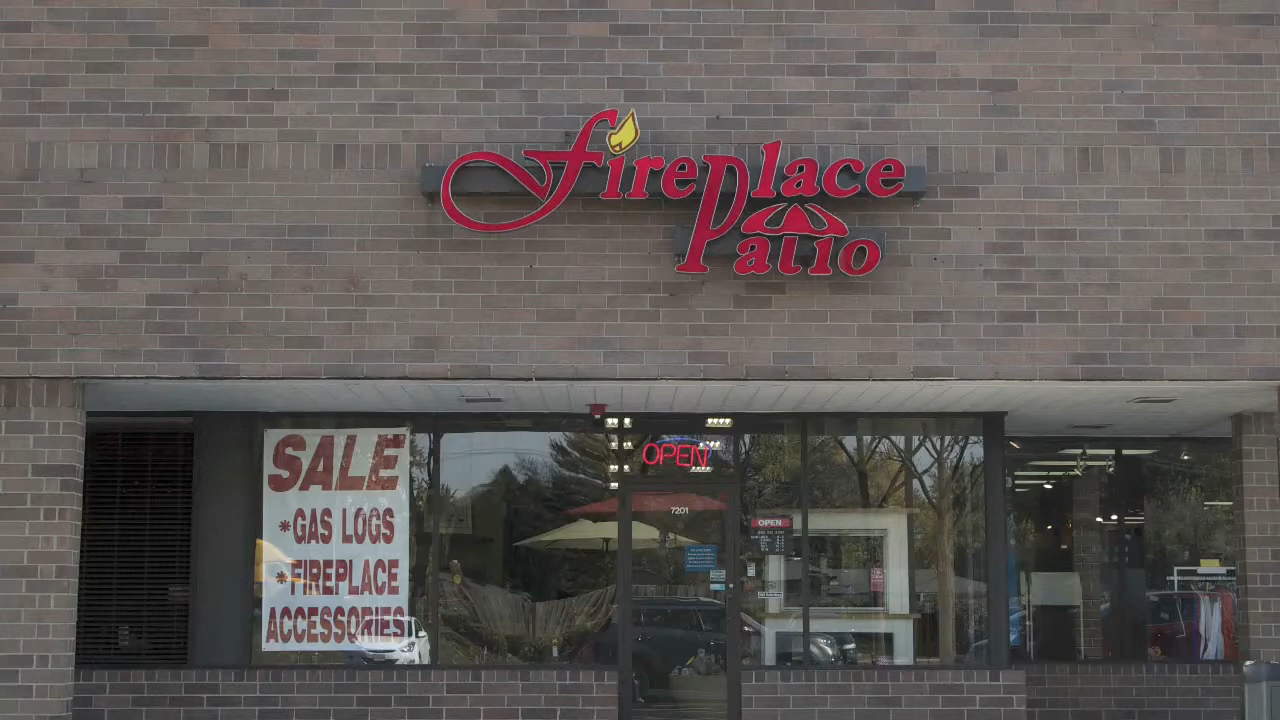 fireplace
Patio
SALE
*GAS LOGS
*FIREPLACE
ACCESSORIES
OPEN
7201
OPEN